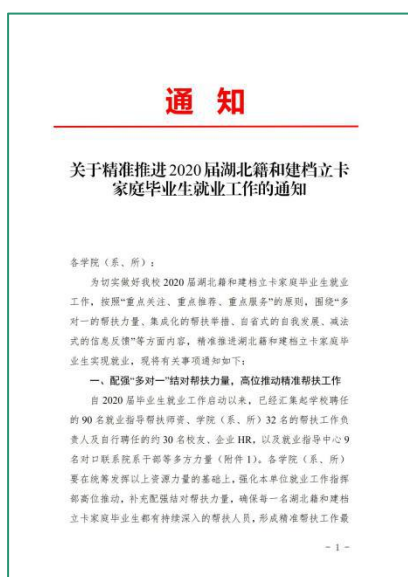 通 知
关于精准推进2020届湖北籍和建档立卡
家庭毕业生就业工作的通知
各学院（系、所）：
为切实做好我校 2020 届湖北籍和建档立卡家庭毕业生就业
工作，按照“重点关注、重点推荐、重点服务”的原则，围绕“多
对一的帮扶力量、集成化的帮扶举措、自省式的自我发展、减法
式的信息反馈”等方面内容，精准推进湖北籍和建档立卡家庭毕
业生实现就业，现将有关事项通知如下：
一、配强“多对一”结对帮扶力量，高位推动精准帮扶工作
自 2020 届毕业生就业工作启动以来，已经汇集起学校聘任
的 90 名就业指导帮扶师资、学院（系、所）32 名的帮扶工作负
责人及自行聘任的约 30 名校友、企业 HR，以及就业指导中心 9
名对口联系院系干部等多方力量（附件 1）。各学院（系、所）
要在统筹发挥以上资源力量的基础上，强化本单位就业工作指挥
部高位推动，补充配强结对帮扶力量，确保每一名湖北籍和建档
立卡家庭毕业生都有持续深入的帮扶人员，形成精准帮扶工作最
- 1 -